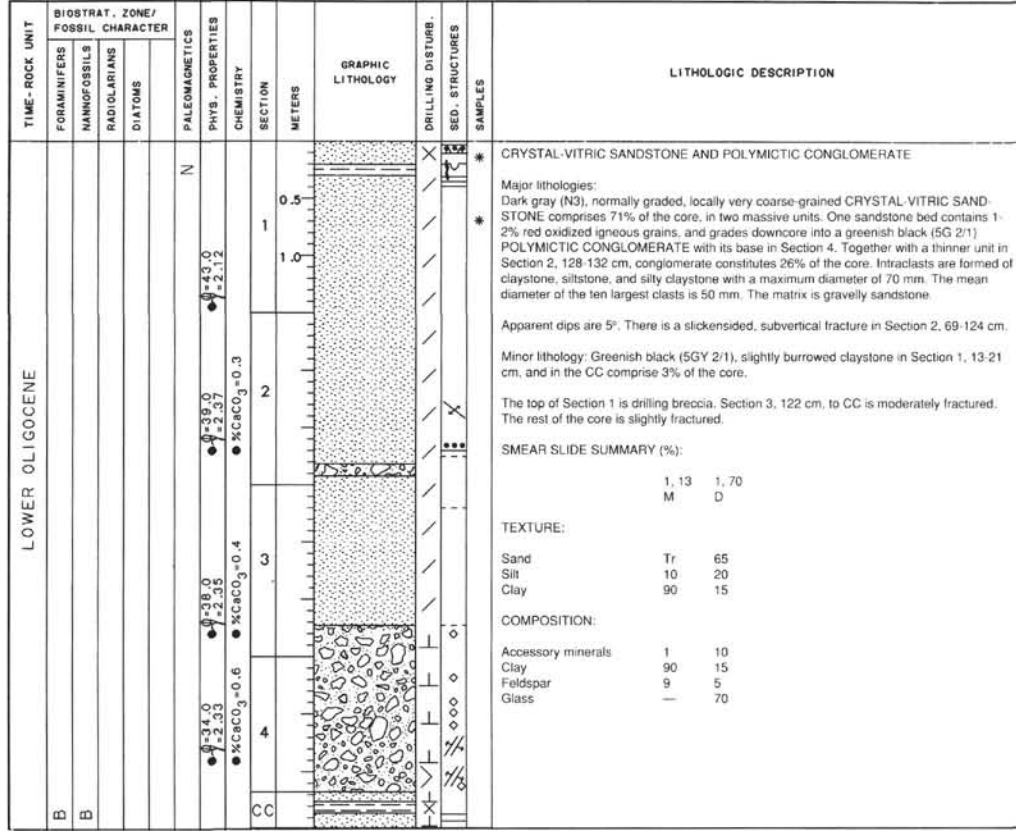 TIME-ROCK UNIT
BIOSTRAT. ZONE/
FOSSIL CHARACTER
FORAMINIFERS
NANNOFOSSILS
RADIOLARIANS
DIATOMS
PALEOMAGNETICS
PHYS. PROPERTIES
CHEMISTRY
SECTION
METERS
GRAPHIC
LITHOLOGY
DRILLING DISTURB.
SED. STRUCTURES
SAMPLES
LITHOLOGIC DESCRIPTION
LOWER OLIGOCENE
B
B
N
=43.0
=2.12
=39.0
=2.37
=38.0
=2.35
=34.0
=2.33
%CaCO3=0.3
%CaCO3=0.4
%CaCO3=0.6
1
2
3
4
CC
0.5
1.0
*
*
CRYSTAL-VITRIC SANDSTONE AND POLYMICTIC CONGLOMERATE
Major lithologies:
Dark gray (N3), normally graded, locally very coarse-grained CRYSTAL-VITRIC SAND-
STONE comprises 71% of the core, in two massive units. One sandstone bed contains 1-
2% red oxidized igneous grains, and grades downcore into a greenish black (5G 2/1)
POLYMICTIC CONGLOMERATE with its base in Section 4. Together with a thinner unit in
Section 2, 128-132 cm, conglomerate constitutes 26% of the core. Intraclasts are formed of
claystone, siltstone, and silty claystone with a maximum diameter of 70 mm. The mean
diameter of the ten largest clasts is 50 mm. The matrix is gravelly sandstone.
Apparent dips are 5°. There is a slickensided, subvertical fracture in Section 2, 69-124 cm.
Minor lithology: Greenish black (5GY 2/1), slightly burrowed claystone in Section 1, 13-21
cm, and in the CC comprise 3% of the core.
The top of Section 1 is drilling breccia. Section 3, 122 cm, to CC is moderately fractured.
The rest of the core is slightly fractured.
SMEAR SLIDE SUMMARY (%):
1, 13 1, 70
M D
TEXTURE:
Sand Tr 65
Silt 10 20
Clay 90 15
COMPOSITION:
Accessory minerals 1 10
Clay 90 15
Feldspar 9 5
Glass — 70